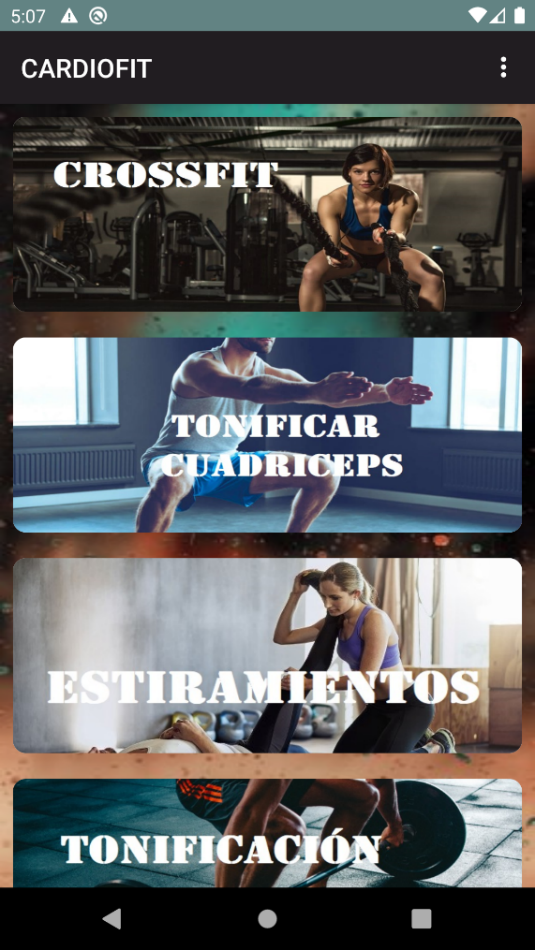 5:07
CARDIOFIT
CROSSFIT
TONIFICAR
CUADRICEPS
ESTIRAMIENTOS
TONIFICACIÓN